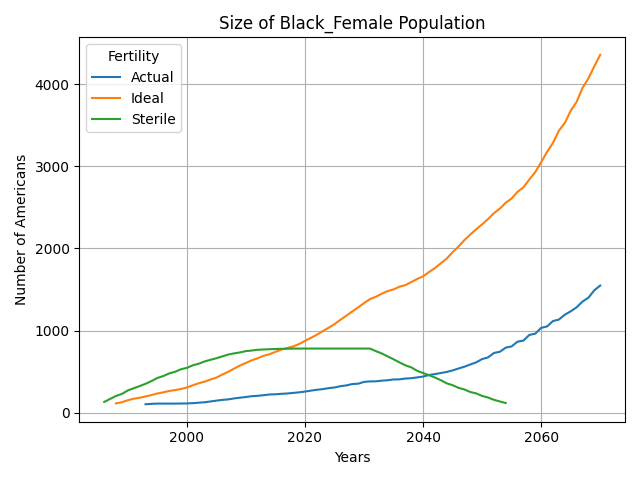 Size of Black_Female Population
Fertility
Actual
Ideal
Sterile
Number of Americans
4000
3000
2000
1000
0
2000 2020 2040 2060
Years